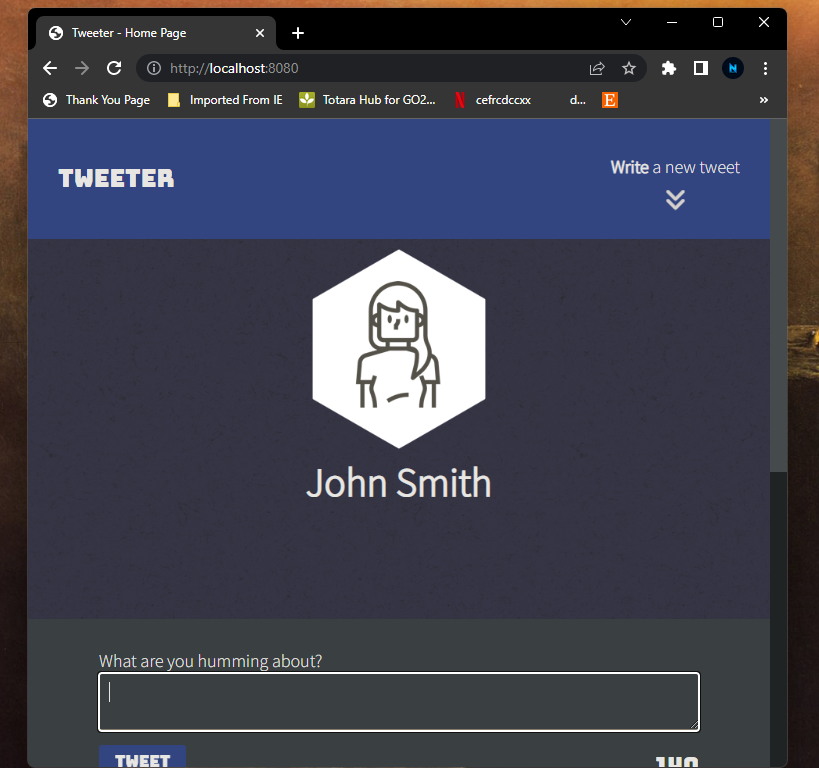 Tweeter - Home Page
http://localhost:8080
Thank You Page Imported From IE Totara Hub for GO2... cefrcdccxx d... E
TWEETER
Write a new tweet
John Smith
What are you humming about?
TWEET 140